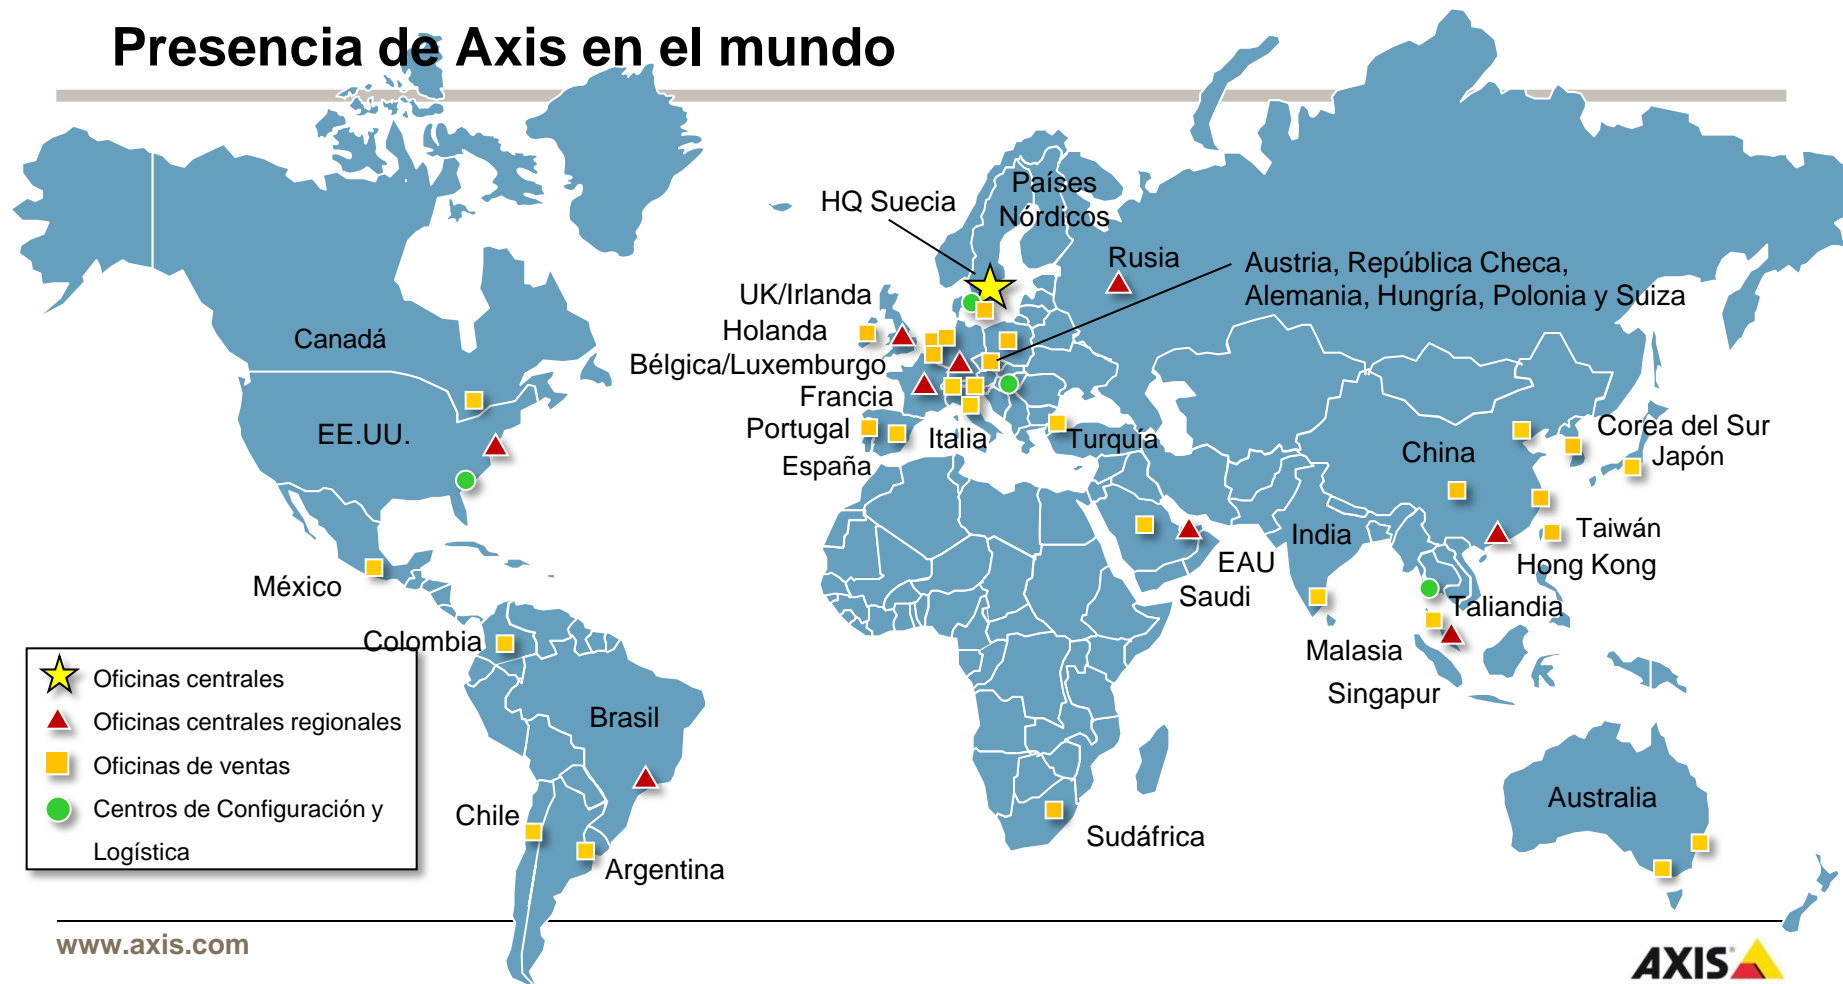 Presencia de Axis en el mundo
Países
Nórdicos
HQ Suecia
Rusia
Austria, República Checa,
Alemania, Hungría, Polonia y Suiza
UK/Irlanda
Holanda
Canadá
Bélgica/Luxemburgo
Francia
EE.UU.
Portugal
Italia
Turquía
España
China
Corea del Sur
Japón
India
Taiwán
EAU
Hong Kong
México
Saudi
Taliandia
Colombia
Malasia
Singapur
Brasil
Oficinas centrales
Oficinas centrales regionales
Oficinas de ventas
Centros de Configuración y
Logística
Chile
Argentina
Sudáfrica
Australia
www.axis.com
AXIS